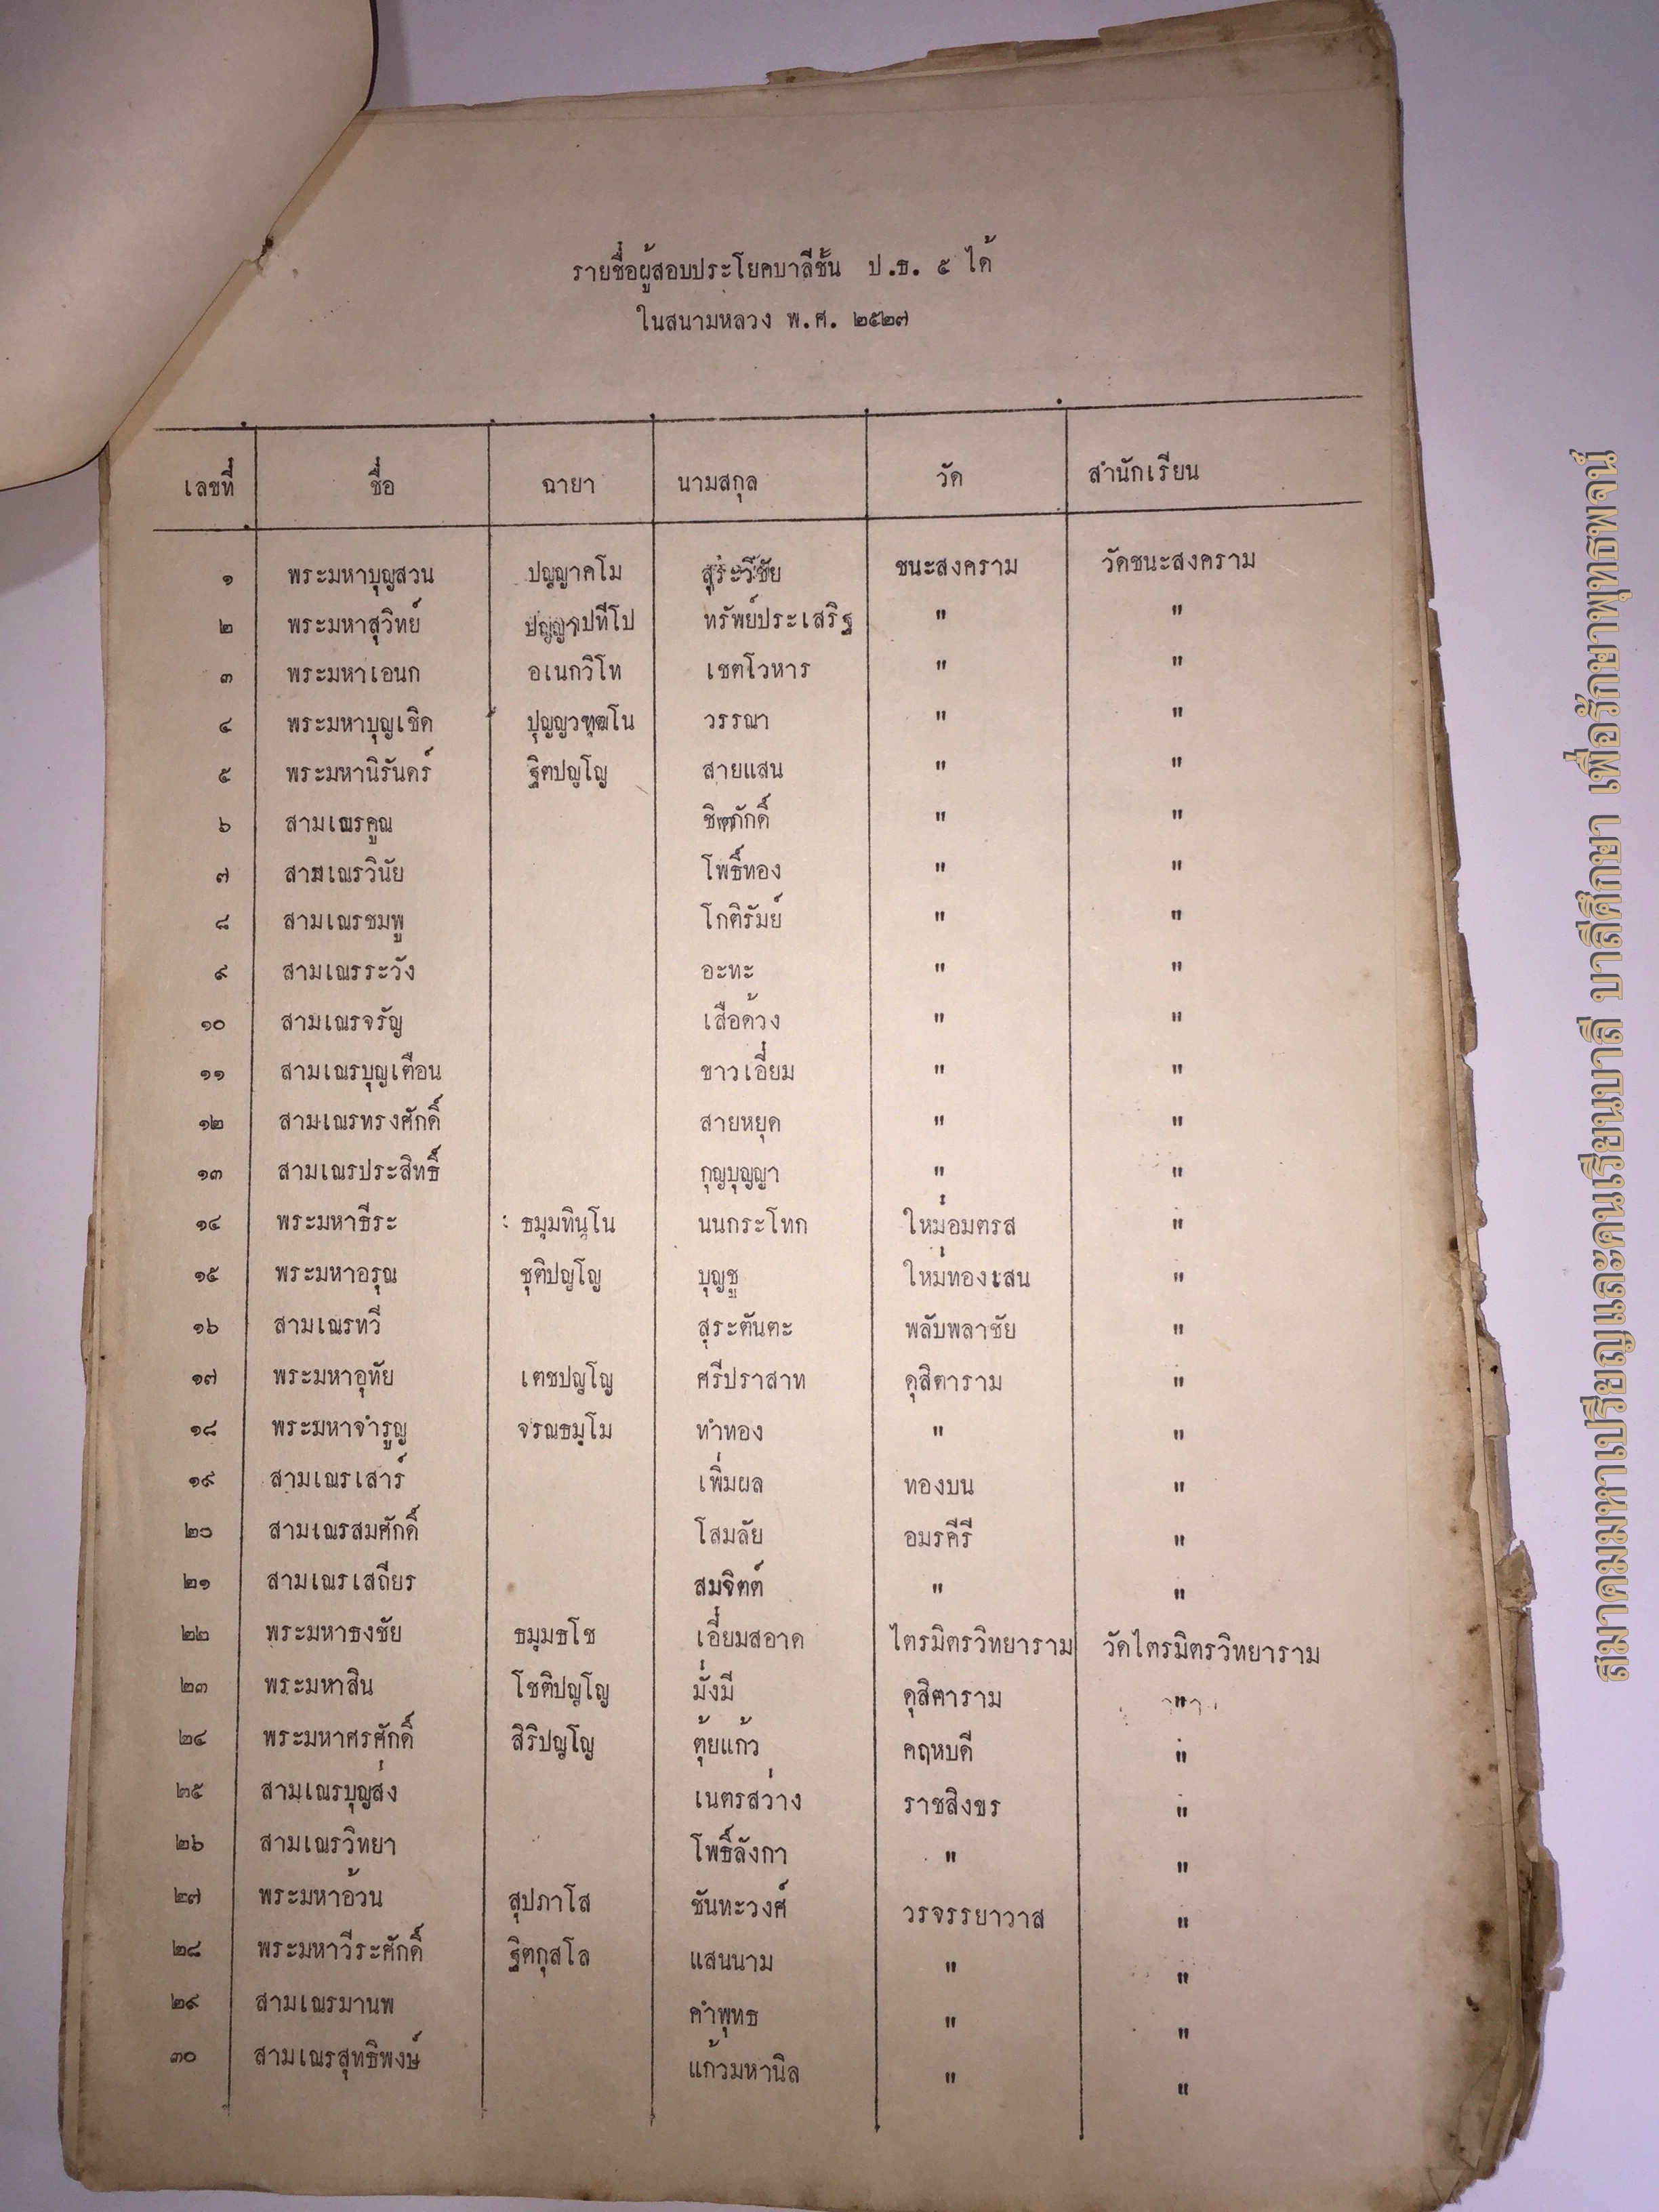 รายชื่อผู้สอบประโยคบาลีชั้น ป.ธ. ๕ ได้
ในสนามหลวง พ.ศ. ๒๕๒๗
เลขที่ ชื่อ ฉายา นามสกุล วัด สำนักเรียน
๑ พระมหาบุญสวน ปญฺญาคโม สุระวิชัย ชนะสงคราม วัดชนะสงคราม
๒ พระมหาสุวิทย์ ปญฺญาปทีโป ทรัพย์ประเสริฐ " "
๓ พระมหาเอนก อเนกวิโท เชตโวหาร " "
๔ พระมหาบุญเชิด ปุญฺญวฑฺฒโน วรรณา " "
๕ พระมหานิรันดร์ ฐิตปญฺโญ สายแสน " "
๖ สามเณรคูณ " "
๗ สามเณรวินัย โพธิ์ทอง " "
๘ สามเณรชมพู โกติรัมย์ " "
๙ สามเณรระวัง อะทะ " "
๑๐ สามเณรจรัญ เสือด้วง " "
๑๑ สามเณรบุญเตือน ขาวเอี่ยม " "
๑๒ สามเณรทรงศักดิ์ สายหยุด " "
๑๓ สามเณรประสิทธิ์ กุญบุญญา " "
๑๔ พระมหาธีระ ธมฺมทินฺโน นนกระโทก ใหม่อมตรส "
๑๕ พระมหาอรุณ ชุติปญฺโญ บุญชู ใหม่ทองเสน "
๑๖ สามเณรทวี สุระตันตะ พลับพลาชัย "
๑๗ พระมหาอุทัย เตชปญฺโญ ศรีปราสาท ดุสิตาราม "
๑๘ พระมหาจำรูญ จรณธมฺโม ทำทอง " "
๑๙ สามเณรเสาร์ เพิ่มผล ทองบน "
๒๐ สามเณรสมศักดิ์ โสมลัย อมรคีรี "
๒๑ สามเณรเสถียร สมจิตต์ " "
๒๒ พระมหาธงชัย ธมฺมธโช เอี่ยมสอาด ไตรมิตรวิทยาราม วัดไตรมิตรวิทยาราม
๒๓ พระมหาสิน โชติปญฺโญ มั่งมี ดุสิตาราม "
๒๔ พระมหาศรศักดิ์ สิริปญฺโญ ตุ้ยแก้ว คฤหบดี "
๒๕ สามเณรบุญส่ง เนตรสว่าง ราชสิงขร "
๒๖ สามเณรวิทยา โพธิ์ลังกา " "
๒๗ พระมหาอ้วน สุปภาโส ชันทะวงศ์ วรจรรยาวาส "
๒๘ พระมหาวีระศักดิ์ ฐิตกุสโล แสนนาม " "
๒๙ สามเณรมานพ คำพุทธ " "
๓๐ สามเณรสุทธิพงษ์ แก้วมหานิล " "
สมาคมมหาเปรียญและคนเรียนบาลี บาลีศึกษา เพื่อรักษาพุทธพจน์